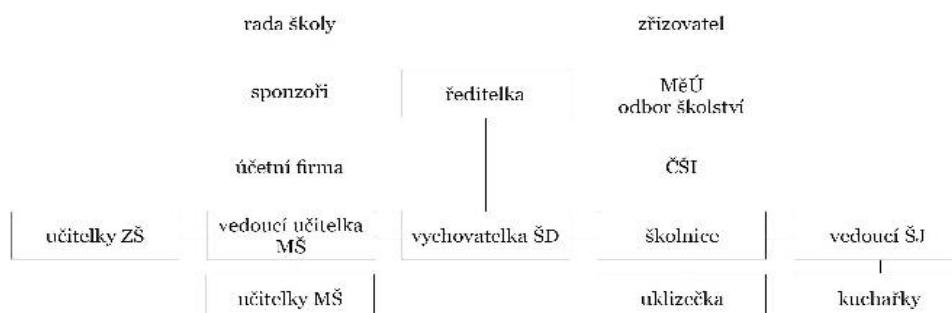 rada školy
zřizovatel
sponzoři
ředitelka
MěÚ
odbor školství
účetní firma
ČŠI
učitelky ZŠ
vedoucí učitelka
MŠ
vychovatelka ŠD
školnice
vedoucí ŠJ
učitelky MŠ
uklizečka
kuchařky